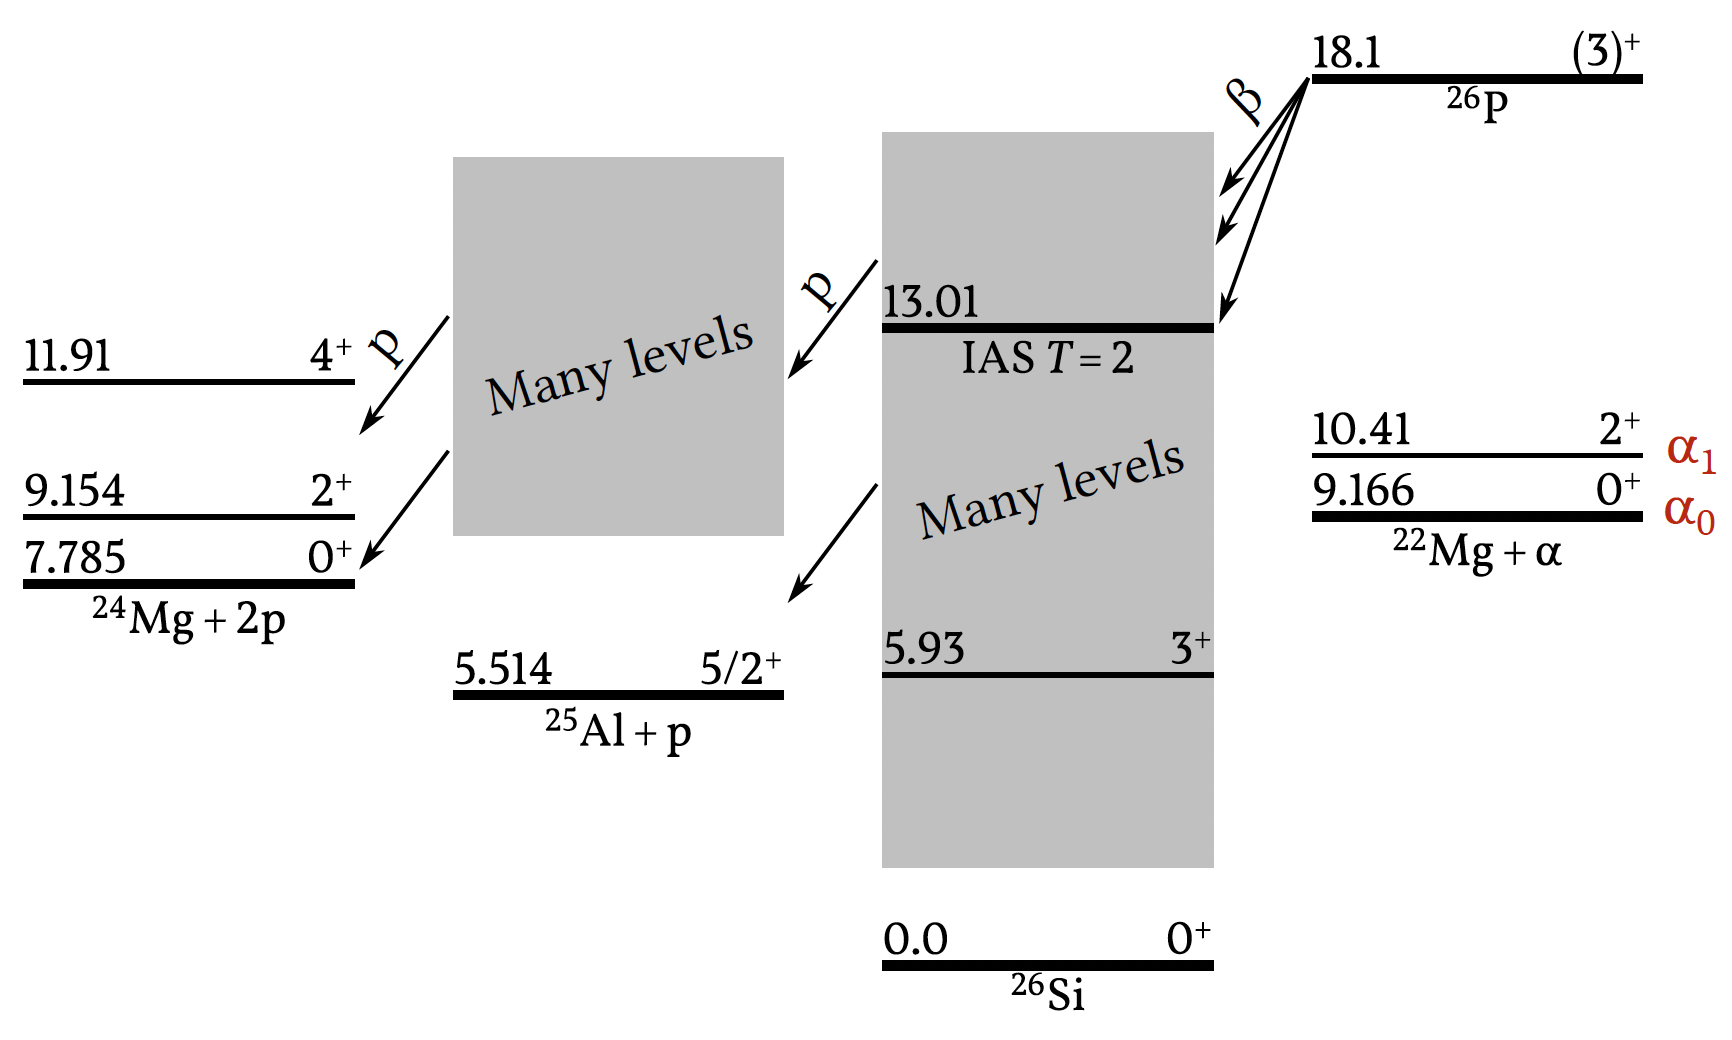 18.1 (3)⁺
²⁶P
β
13.01
IAS T = 2
p
Many levels
p
11.91 4⁺
10.41 2⁺
α₁
9.166 0⁺
α₀
²²Mg + α
Many levels
9.154 2⁺
7.785 0⁺
²⁴Mg + 2p
5.93 3⁺
5.514 5/2⁺
²⁵Al + p
0.0 0⁺
²⁶Si